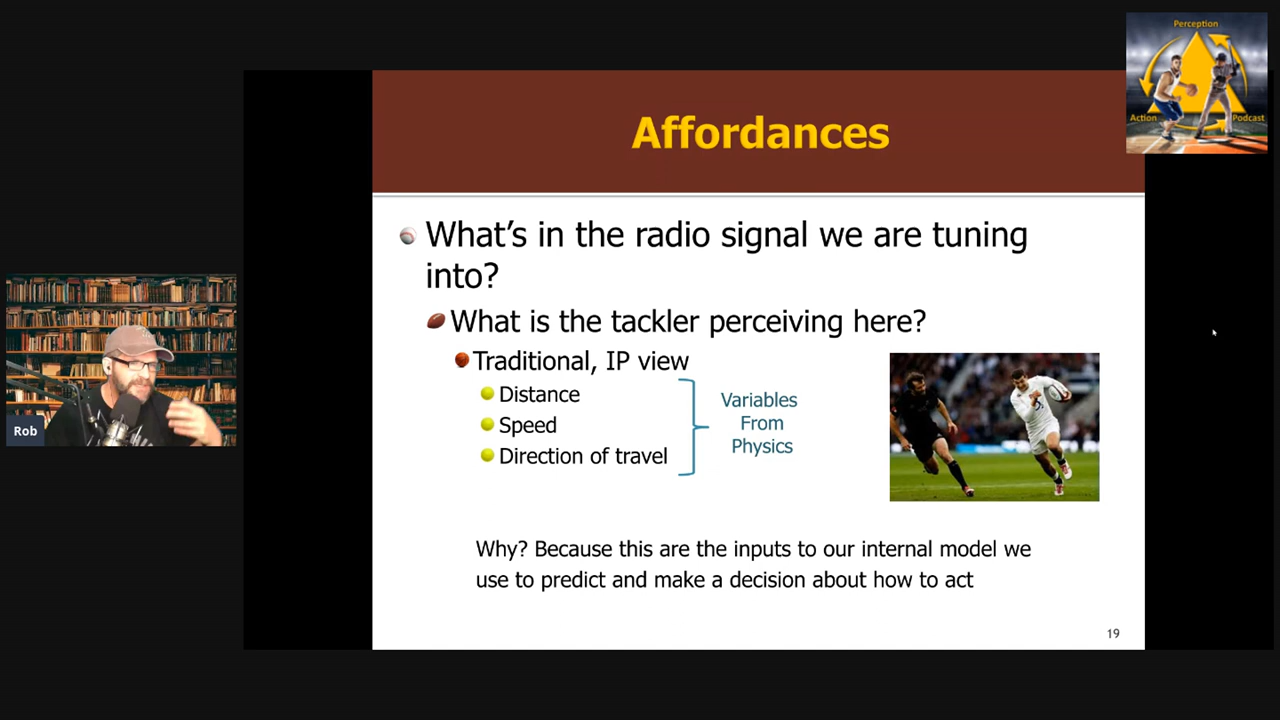 Perception
Action
Podcast
Affordances
What's in the radio signal we are tuning
into?
What is the tackler perceiving here?
Traditional, IP view
Distance
Speed
Direction of travel
Variables
From
Physics
Why? Because this are the inputs to our internal model we
use to predict and make a decision about how to act
19
Rob